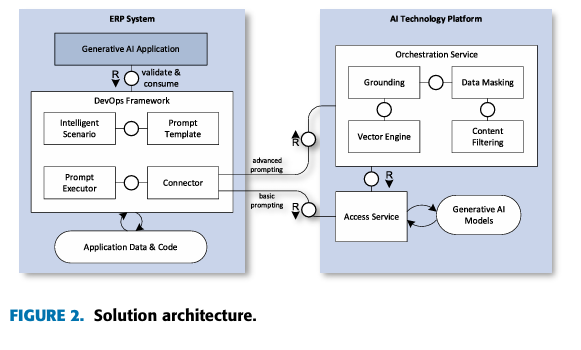 ERP System
AI Technology Platform
Generative AI Application
R
validate &
consume
DevOps Framework
Intelligent
Scenario
Prompt
Template
Prompt
Executor
Connector
Application Data & Code
advanced
prompting
R
basic
prompting
R
Orchestration Service
Grounding
Data Masking
Vector Engine
Content
Filtering
R
Access Service
Generative AI
Models
FIGURE 2. Solution architecture.